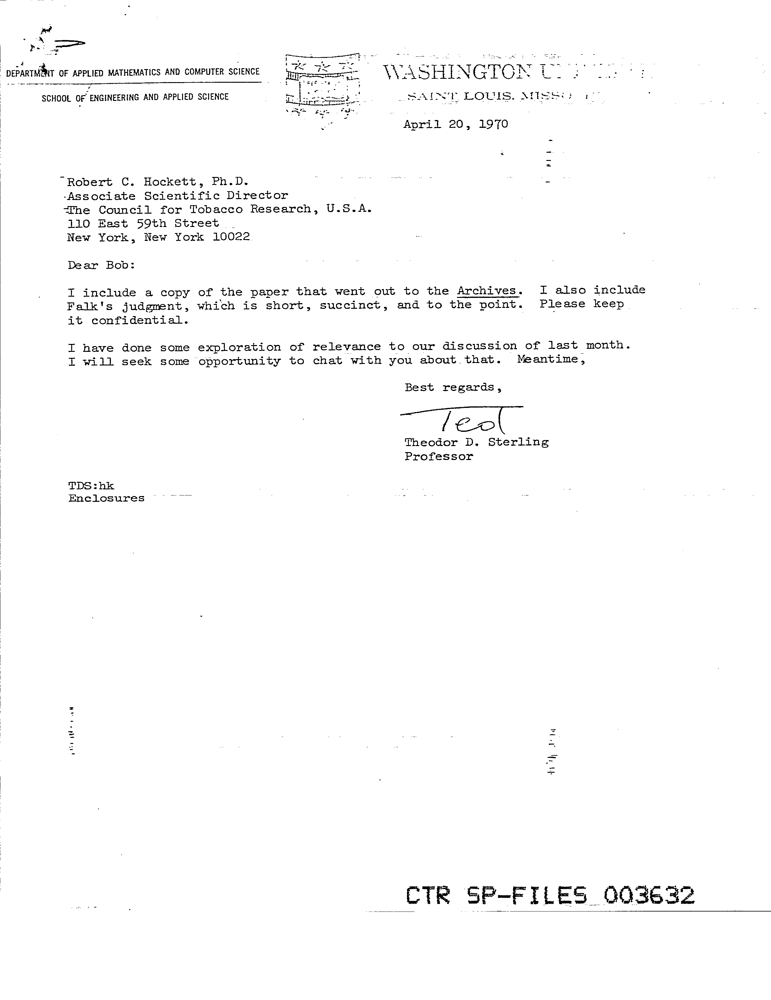 DEPARTMENT OF APPLIED MATHEMATICS AND COMPUTER SCIENCE
SCHOOL OF ENGINEERING AND APPLIED SCIENCE
WASHINGTON
SAINT LOUIS,
April 20, 1970
Robert C. Hockett, Ph.D.
Associate Scientific Director
The Council for Tobacco Research, U.S.A.
110 East 59th Street
New York, New York 10022
Dear Bob:
I include a copy of the paper that went out to the Archives. I also include
Falk's judgment, which is short, succinct, and to the point. Please keep
it confidential.
I have done some exploration of relevance to our discussion of last month.
I will seek some opportunity to chat with you about that. Meantime,
Best regards,
Ted
Theodor D. Sterling
Professor
TDS:hk
Enclosures
CTR SP-FILES 003632